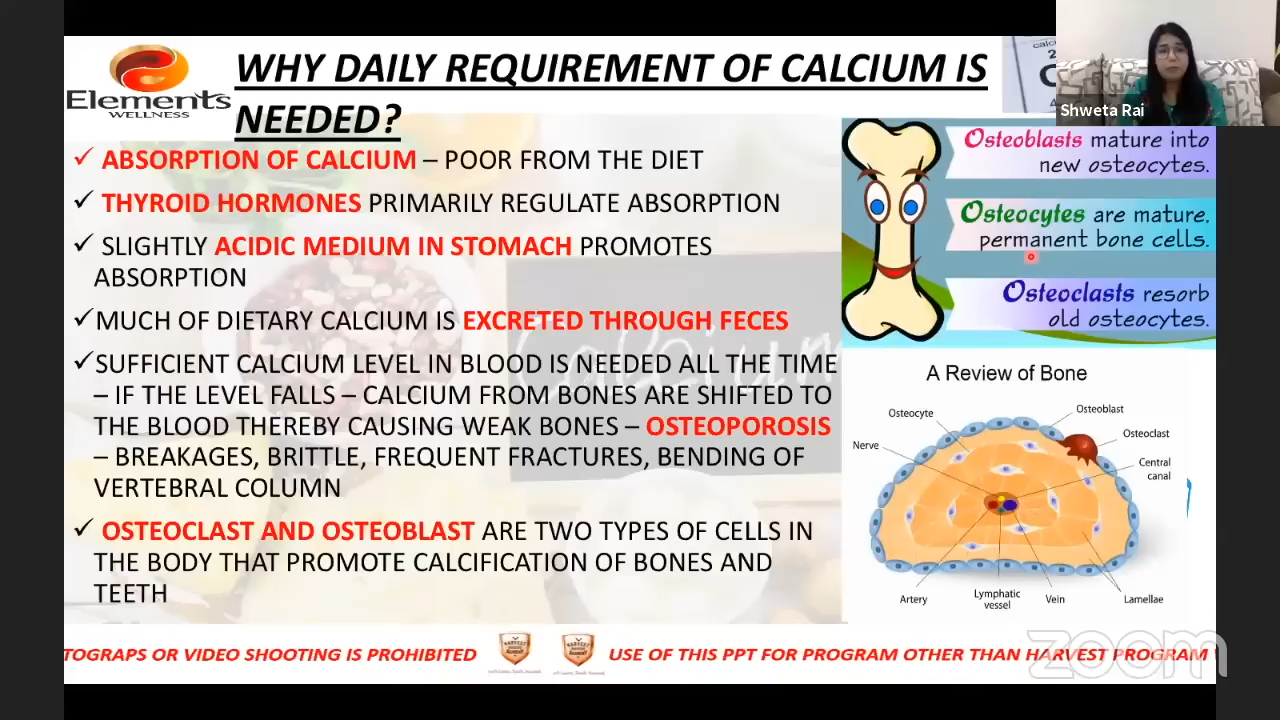 Elements
WELLNESS
WHY DAILY REQUIREMENT OF CALCIUM IS
NEEDED?
Shweta Rai
✓ ABSORPTION OF CALCIUM – POOR FROM THE DIET
✓ THYROID HORMONES PRIMARILY REGULATE ABSORPTION
✓ SLIGHTLY ACIDIC MEDIUM IN STOMACH PROMOTES
ABSORPTION
✓MUCH OF DIETARY CALCIUM IS EXCRETED THROUGH FECES
✓SUFFICIENT CALCIUM LEVEL IN BLOOD IS NEEDED ALL THE TIME
– IF THE LEVEL FALLS – CALCIUM FROM BONES ARE SHIFTED TO
THE BLOOD THEREBY CAUSING WEAK BONES – OSTEOPOROSIS
– BREAKAGES, BRITTLE, FREQUENT FRACTURES, BENDING OF
VERTEBRAL COLUMN
✓ OSTEOCLAST AND OSTEOBLAST ARE TWO TYPES OF CELLS IN
THE BODY THAT PROMOTE CALCIFICATION OF BONES AND
TEETH
Osteoblasts mature into
new osteocytes.
Osteocytes are mature,
permanent bone cells.
Osteoclasts resorb
old osteocytes.
A Review of Bone
Osteocyte
Osteoblast
Nerve
Osteoclast
Central
canal
Artery
Lymphatic
vessel
Vein
Lamellae
TOGRAPS OR VIDEO SHOOTING IS PROHIBITED
USE OF THIS PPT FOR PROGRAM OTHER THAN HARVEST PROGRAM
zoom